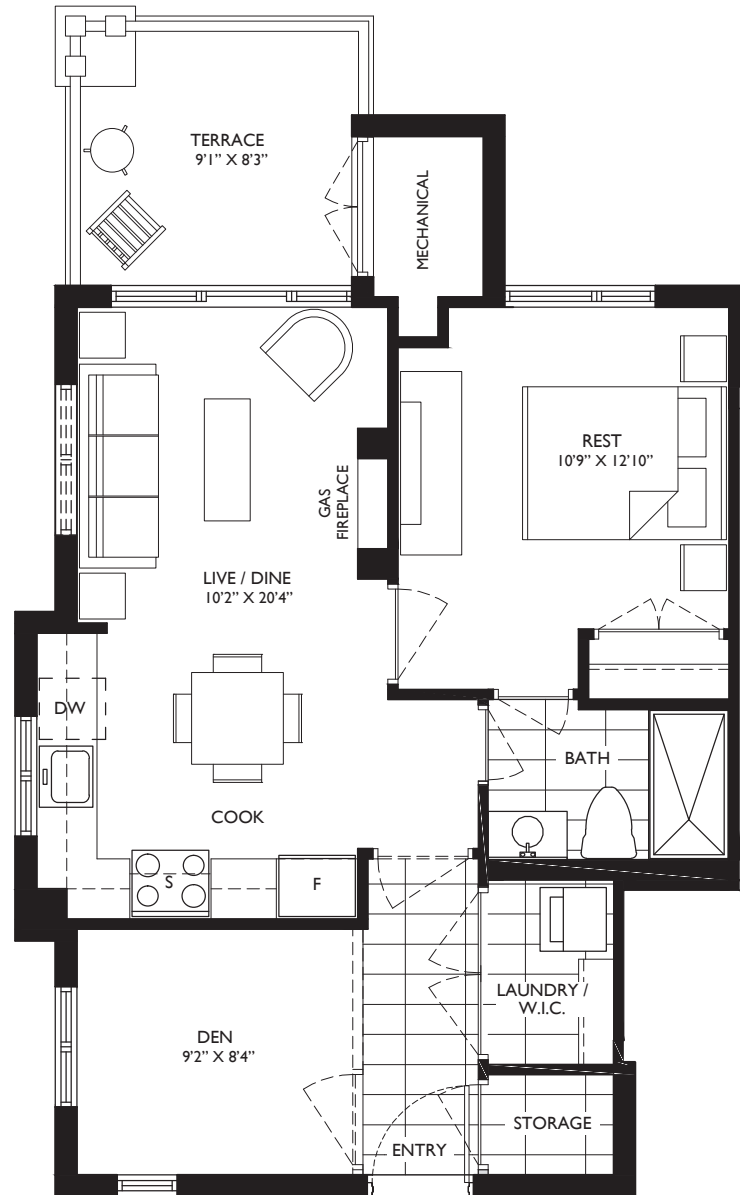 TERRACE
9'1” X 8'3”
MECHANICAL
REST
10'9” X 12'10”
GAS
FIREPLACE
LIVE / DINE
10'2” X 20'4”
DW
BATH
COOK
S
F
LAUNDRY /
W.I.C.
DEN
9'2” X 8'4”
STORAGE
ENTRY